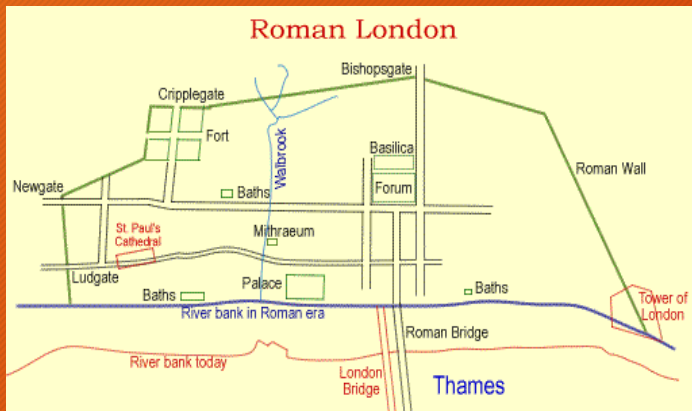 Roman London
Bishopsgate
Cripplegate
Fort
Walbrook
Basilica
Forum
Roman Wall
Newgate
Baths
St. Paul's
Cathedral
Mithraeum
Ludgate
Baths
Palace
Baths
Tower of
London
River bank in Roman era
Roman Bridge
River bank today
London
Bridge
Thames